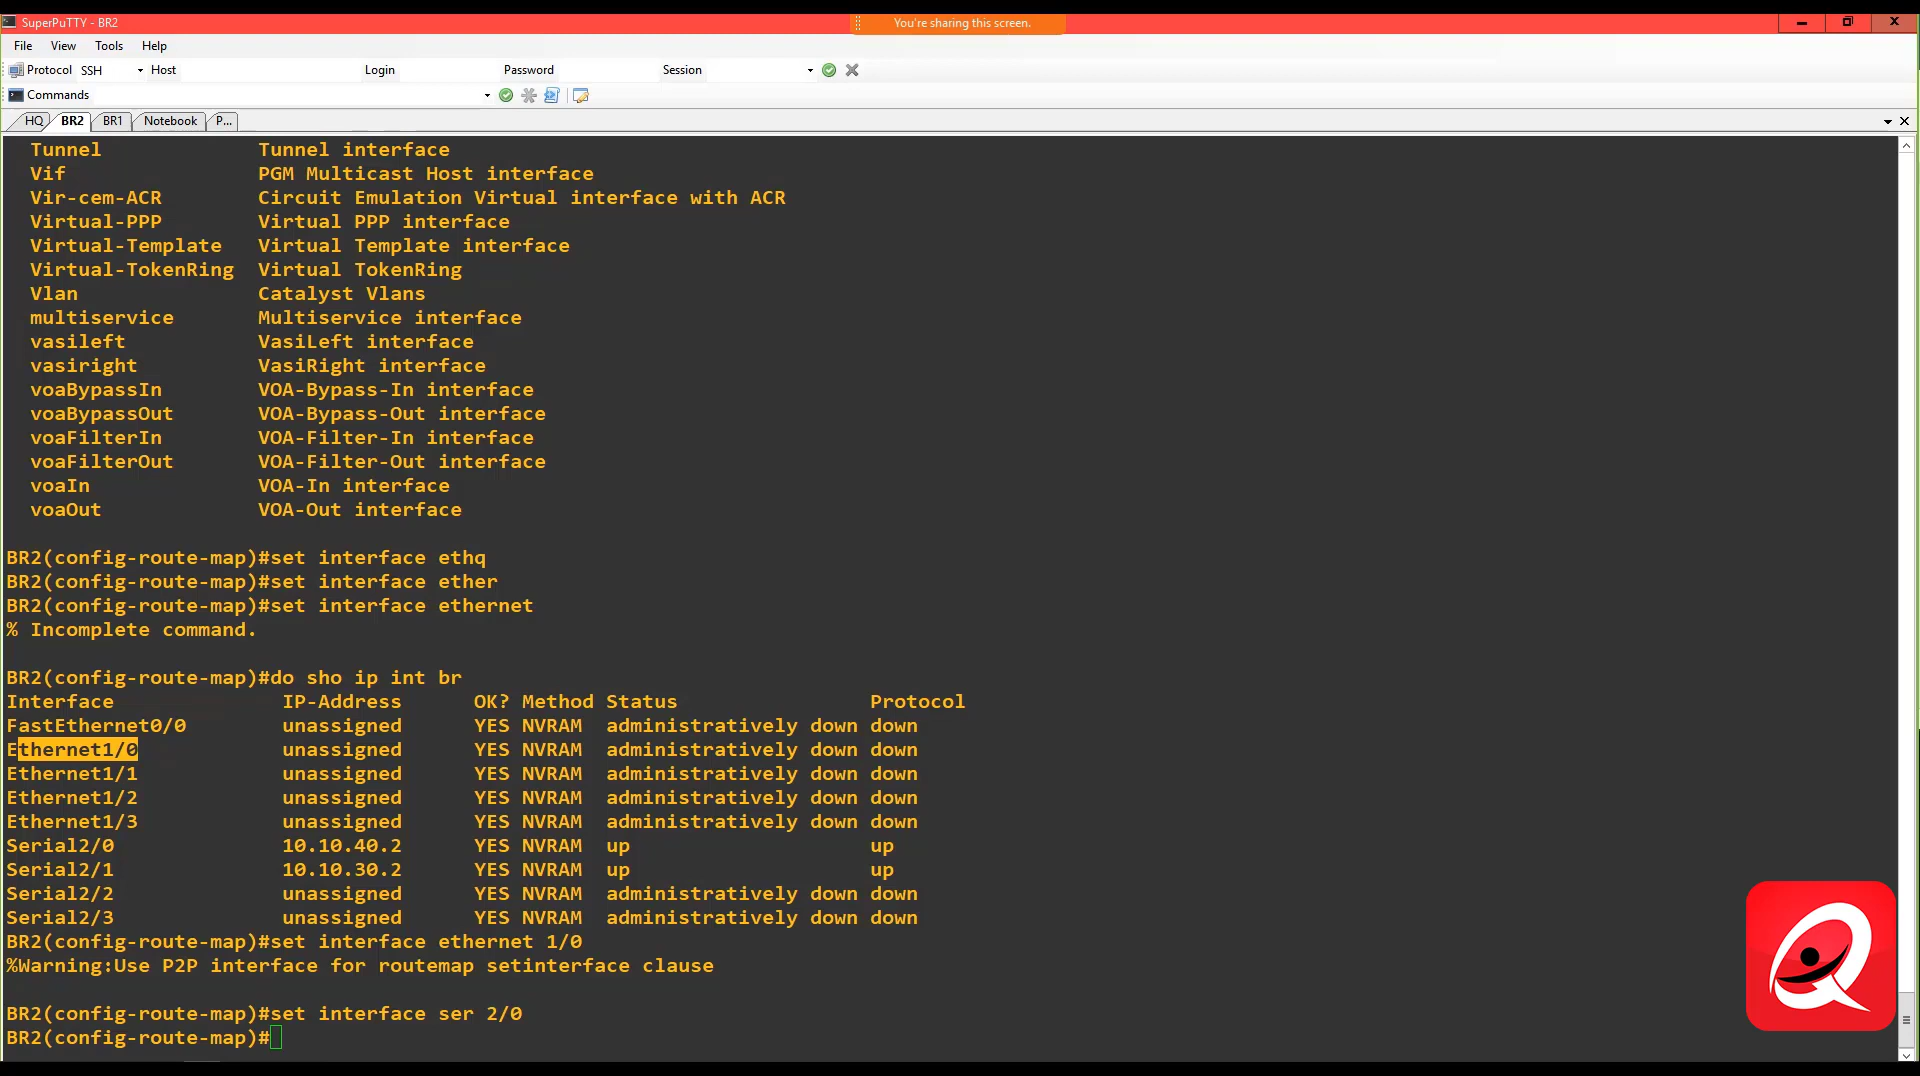 SuperPuTTY - BR2
You're sharing this screen.
File View Tools Help
Protocol SSH Host Login Password Session
Commands
HQ BR2 BR1 Notebook P...
Tunnel Tunnel interface
Vif PGM Multicast Host interface
Vir-cem-ACR Circuit Emulation Virtual interface with ACR
Virtual-PPP Virtual PPP interface
Virtual-Template Virtual Template interface
Virtual-TokenRing Virtual TokenRing
Vlan Catalyst Vlans
multiservice Multiservice interface
vasileft VasiLeft interface
vasiright VasiRight interface
voaBypassIn VOA-Bypass-In interface
voaBypassOut VOA-Bypass-Out interface
voaFilterIn VOA-Filter-In interface
voaFilterOut VOA-Filter-Out interface
voaIn VOA-In interface
voaOut VOA-Out interface
BR2(config-route-map)#set interface ethq
BR2(config-route-map)#set interface ether
BR2(config-route-map)#set interface ethernet
% Incomplete command.
BR2(config-route-map)#do sho ip int br
Interface IP-Address OK? Method Status Protocol
FastEthernet0/0 unassigned YES NVRAM administratively down down
Ethernet1/0 unassigned YES NVRAM administratively down down
Ethernet1/1 unassigned YES NVRAM administratively down down
Ethernet1/2 unassigned YES NVRAM administratively down down
Ethernet1/3 unassigned YES NVRAM administratively down down
Serial2/0 10.10.40.2 YES NVRAM up up
Serial2/1 10.10.30.2 YES NVRAM up up
Serial2/2 unassigned YES NVRAM administratively down down
Serial2/3 unassigned YES NVRAM administratively down down
BR2(config-route-map)#set interface ethernet 1/0
%Warning:Use P2P interface for routemap setinterface clause
BR2(config-route-map)#set interface ser 2/0
BR2(config-route-map)#